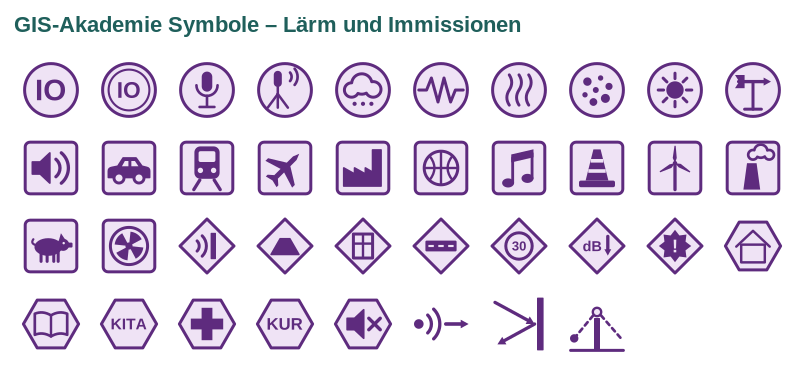 GIS-Akademie Symbole – Lärm und Immissionen
IO IO
30 dB !
KITA KUR